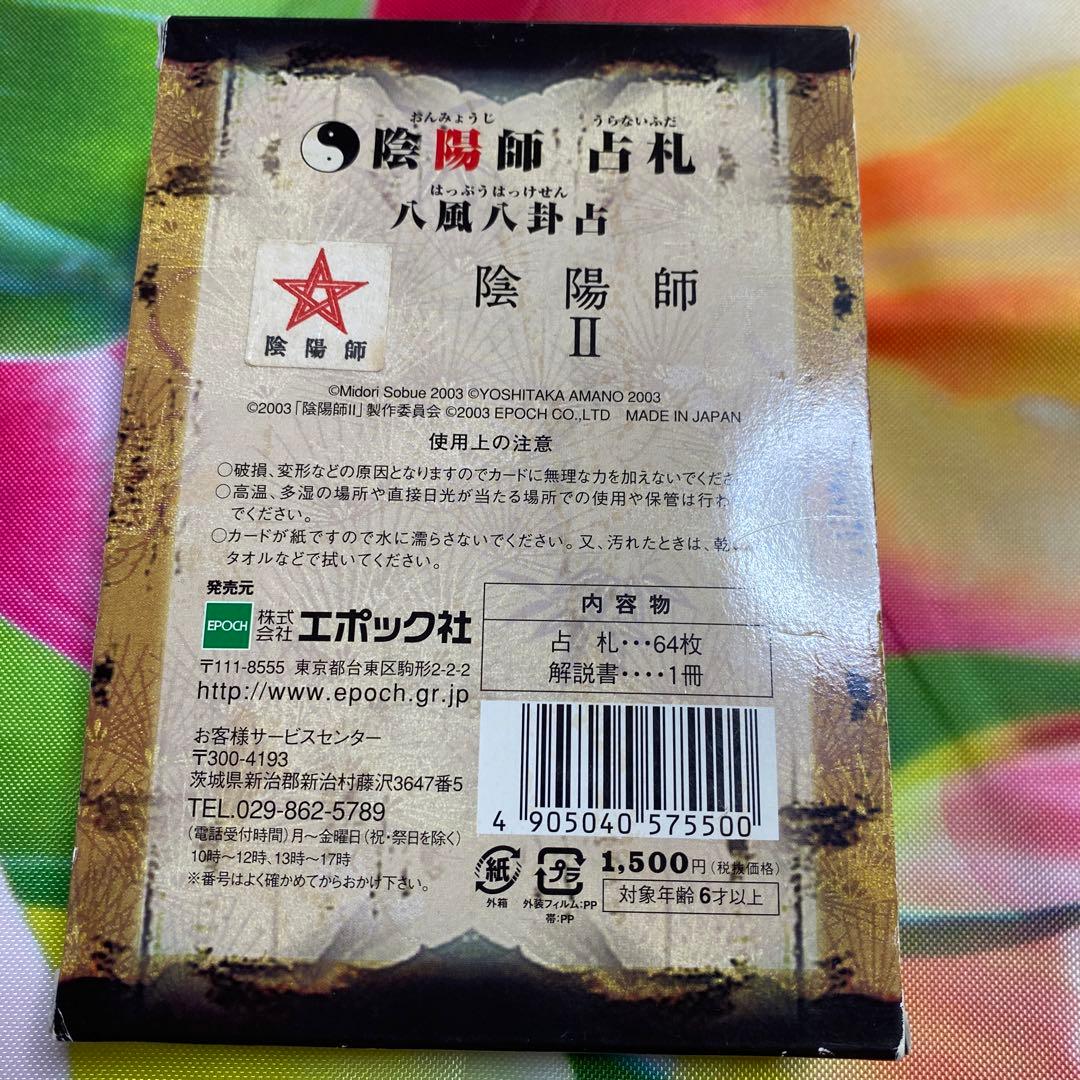 おんみょうじ うらないふだ
陰陽師 占札
はっぷうはっけせん
八風八卦占
陰陽師
陰陽師
II
©Midori Sobue 2003 ©YOSHITAKA AMANO 2003
©2003「陰陽師II」製作委員会 ©2003 EPOCH CO.,LTD MADE IN JAPAN
使用上の注意
○破損、変形などの原因となりますのでカードに無理な力を加えないでくださ
○高温、多湿の場所や直接日光が当たる場所での使用や保管は行わ
でください。
○カードが紙ですので水に濡らさないでください。又、汚れたときは、乾
タオルなどで拭いてください。
発売元
EPOCH 株式会社 エポック社
〒111-8555 東京都台東区駒形2-2-2
http://www.epoch.gr.jp
内容物
占 札・・・64枚
解説書・・・・1冊
お客様サービスセンター
〒300-4193
茨城県新治郡新治村藤沢3647番5
TEL.029-862-5789
(電話受付時間)月〜金曜日(祝・祭日を除く)
10時〜12時、13時〜17時
※番号はよく確かめてからおかけ下さい。
4 905040 575500
紙
外箱
プラ
外装フィルム:PP
帯:PP
1,500円(税抜価格)
対象年齢6才以上